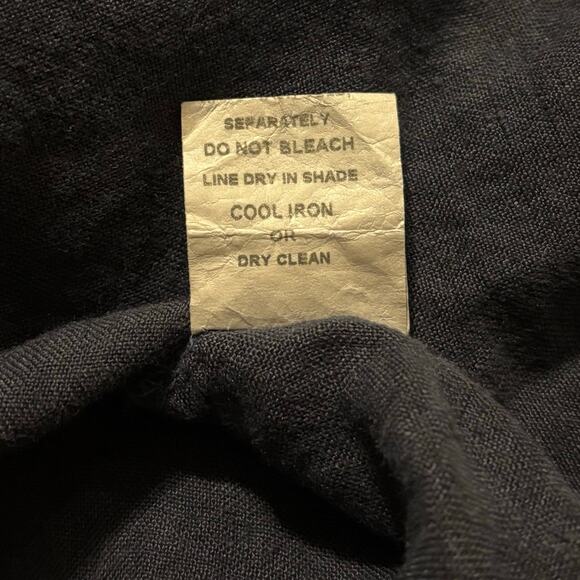 SEPARATELY
DO NOT BLEACH
LINE DRY IN SHADE
COOL IRON
OR
DRY CLEAN